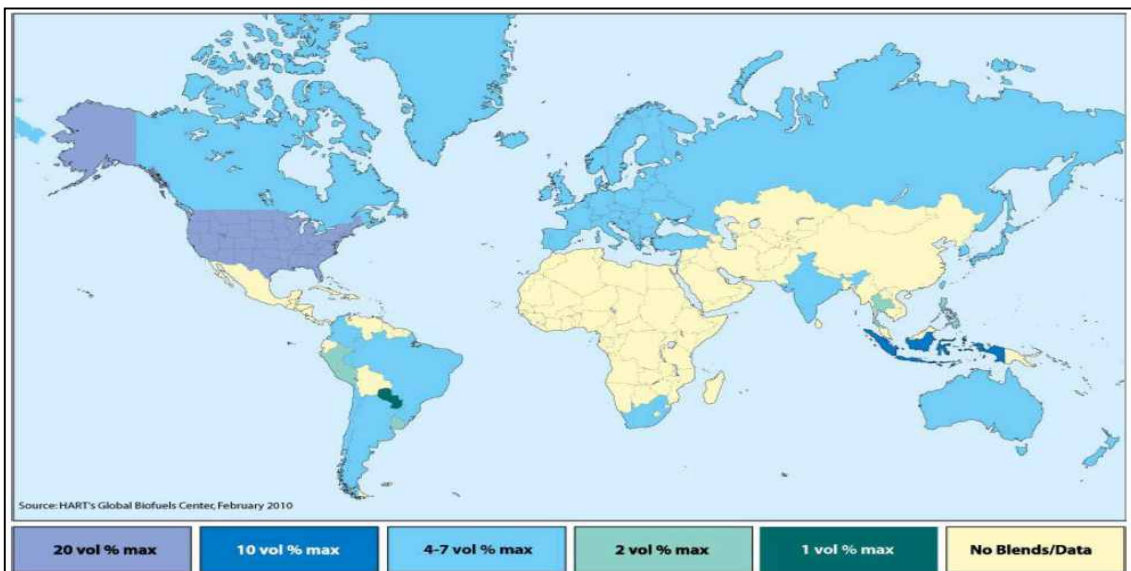 Source: HART's Global Biofuels Center, February 2010
20 vol % max
10 vol % max
4-7 vol % max
2 vol % max
1 vol % max
No Blends/Data